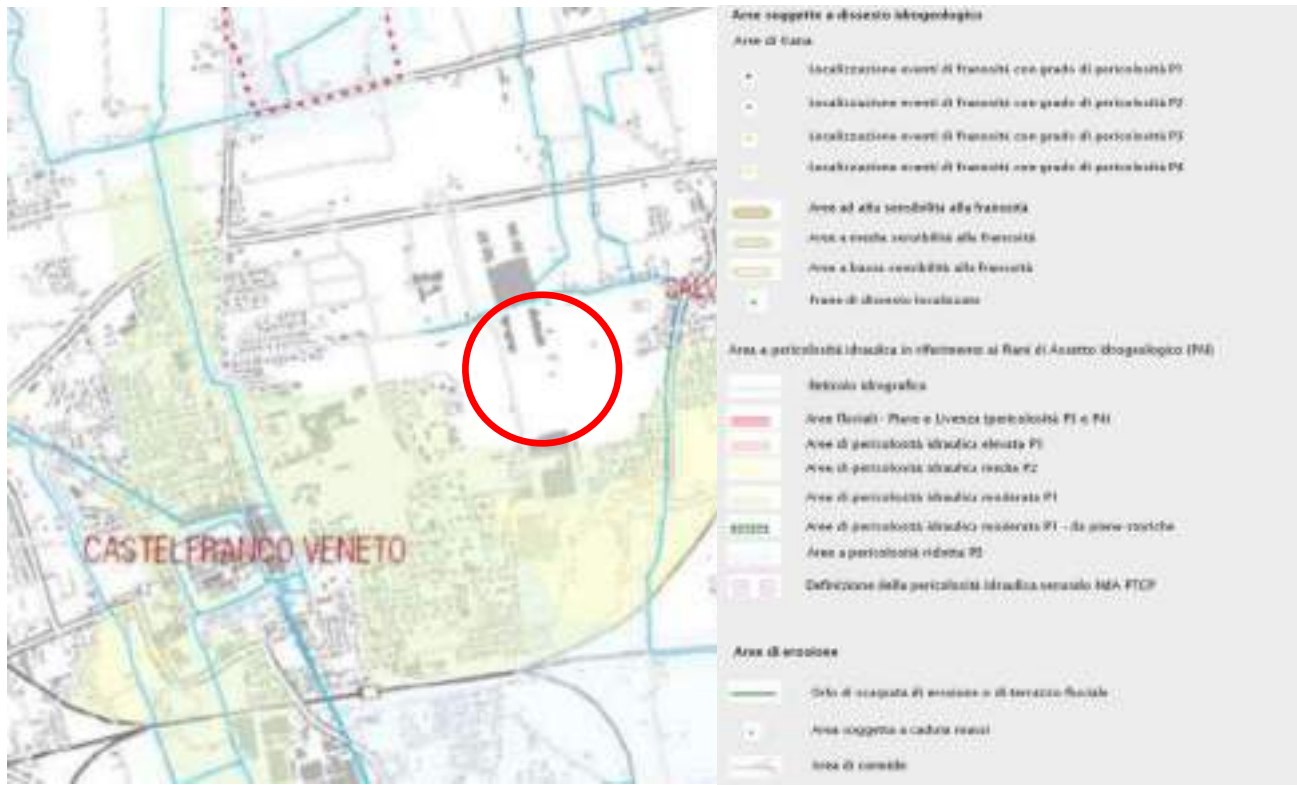 CASTELFRANCO VENETO
Aree soggette a dissesto idrogeologico
Aree di frana
Localizzazione eventi di franosità con grado di pericolosità P1
Localizzazione eventi di franosità con grado di pericolosità P2
Localizzazione eventi di franosità con grado di pericolosità P3
Localizzazione eventi di franosità con grado di pericolosità P4
Aree ad alta sensibilità alla franosità
Aree a media sensibilità alla franosità
Aree a bassa sensibilità alla franosità
Frane di dissesto localizzate
Area a pericolosità idraulica in riferimento ai Piani di Assetto Idrogeologico (PAI)
Reticolo idrografico
Aree fluviali - Piave e Livenza (pericolosità P3 e P4)
Aree di pericolosità idraulica elevata P3
Aree di pericolosità idraulica media P2
Aree di pericolosità idraulica moderata P1
Aree di pericolosità idraulica moderata P1 - da piene storiche
Area a pericolosità ridotta P0
Definizione della pericolosità idraulica secondo NdA PTCP
Aree di erosione
Orlo di scarpata di erosione o di terrazzo fluviale
Area soggetta a caduta massi
Area di conoide